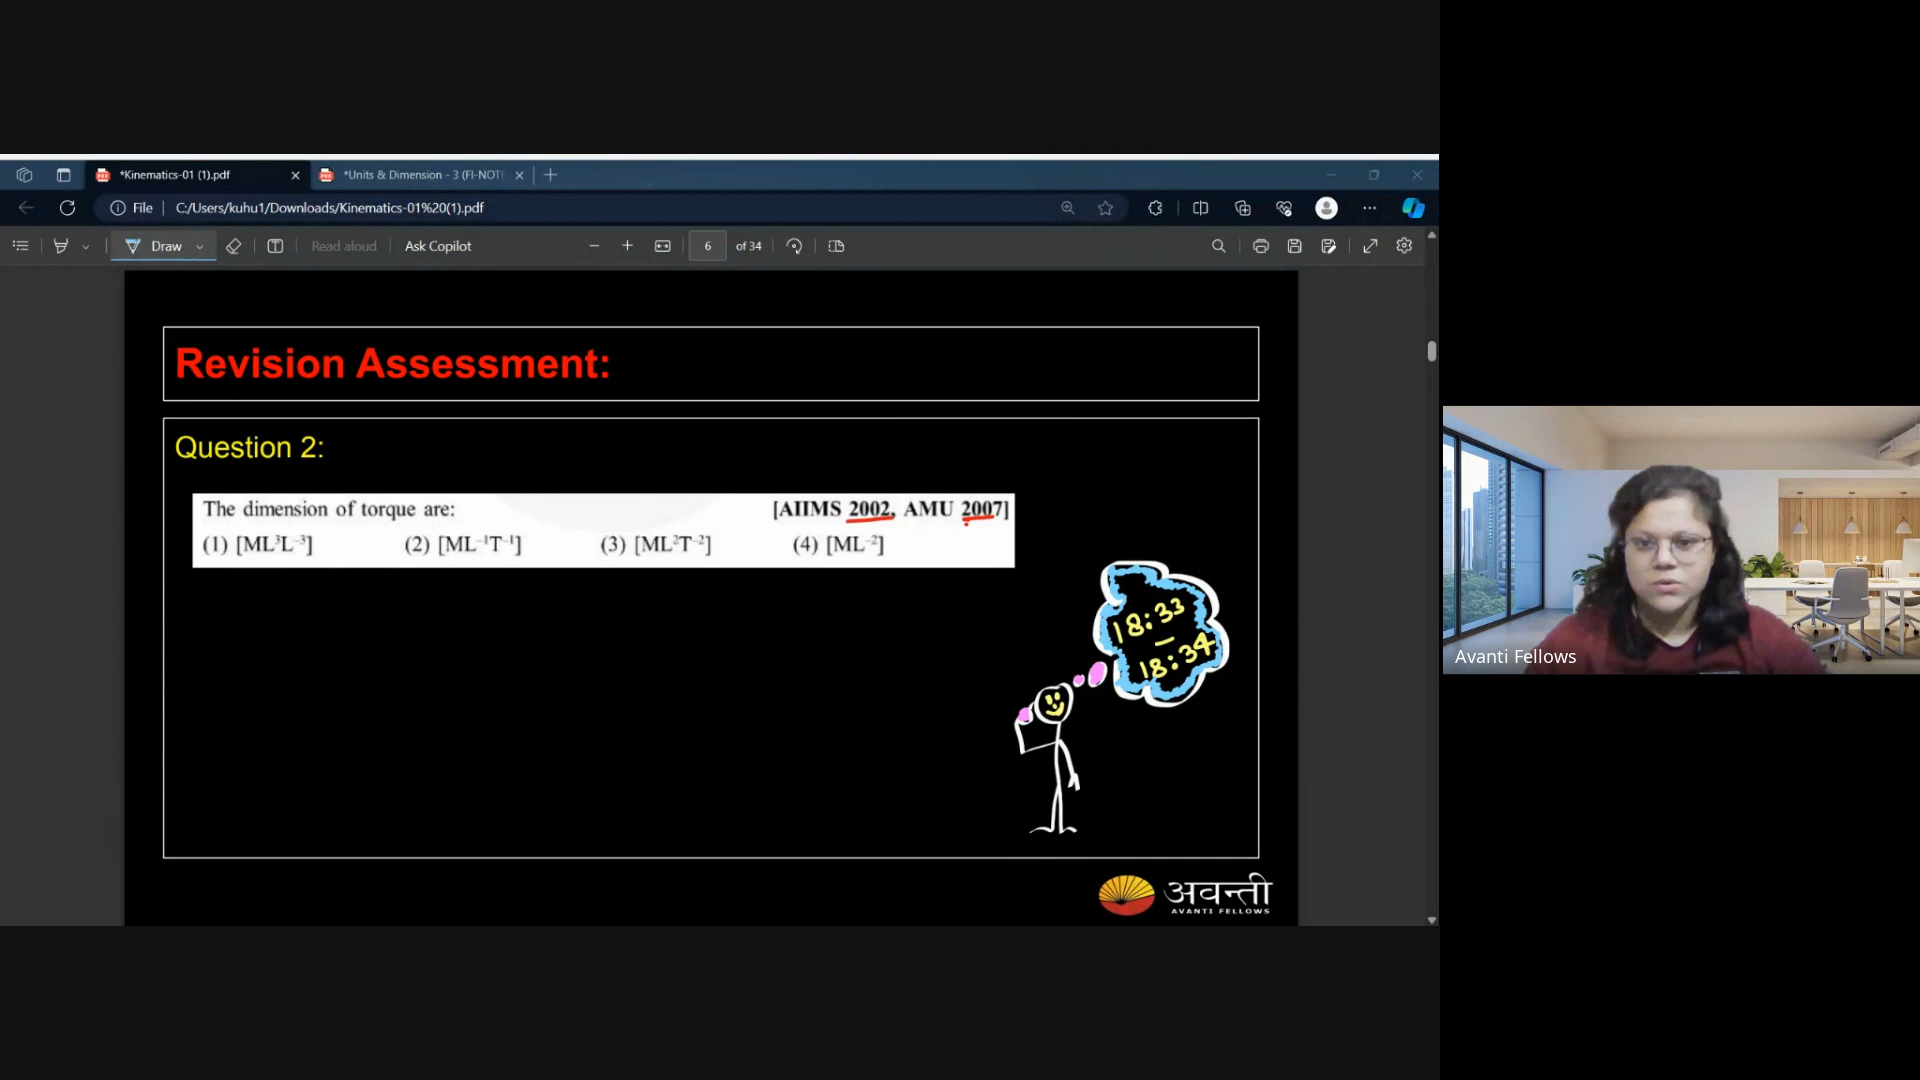 *Kinematics-01 (1).pdf
*Units & Dimension - 3 (FI-NOT
File
C:/Users/kuhu1/Downloads/Kinematics-01%20(1).pdf
Draw
Read aloud
Ask Copilot
6 of 34
Revision Assessment:
Question 2:
The dimension of torque are: [AIIMS 2002, AMU 2007]
(1) [ML³L⁻³] (2) [ML⁻¹T⁻¹] (3) [ML²T⁻²] (4) [ML⁻²]
18:33
–
18:34
अवन्ती
AVANTI FELLOWS
Avanti Fellows